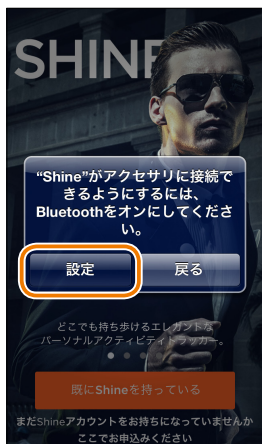 SHINE
“Shine”がアクセサリに接続で
きるようにするには、
Bluetoothをオンにしてくださ
い。
設定
戻る
どこでも持ち歩けるエレガントな
パーソナルアクティビティトラッカー。
既にShineを持っている
まだShineアカウントをお持ちになっていませんか
ここでお申込みください